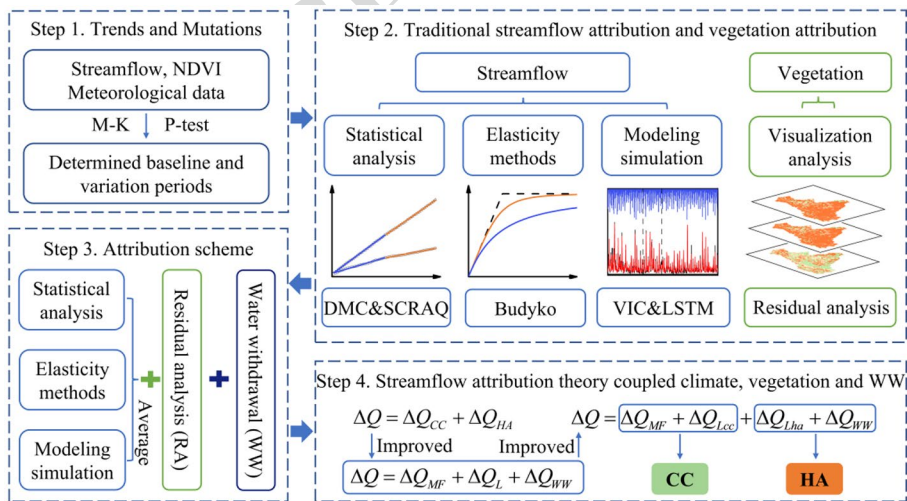 Step 1. Trends and Mutations
Streamflow, NDVI
Meteorological data
M-K P-test
Determined baseline and
variation periods
Step 2. Traditional streamflow attribution and vegetation attribution
Streamflow
Vegetation
Statistical
analysis
Elasticity
methods
Modeling
simulation
Visualization
analysis
DMC&SCRAQ
Budyko
VIC&LSTM
Residual analysis
Step 3. Attribution scheme
Statistical
analysis
Elasticity
methods
Modeling
simulation
Average
Residual analysis (RA)
Water withdrawal (WW)
Step 4. Streamflow attribution theory coupled climate, vegetation and WW
ΔQ = ΔQ_CC + ΔQ_HA
Improved
ΔQ = ΔQ_MF + ΔQ_L + ΔQ_WW
Improved
ΔQ = ΔQ_MF + ΔQ_Lcc + ΔQ_Lha + ΔQ_WW
CC
HA